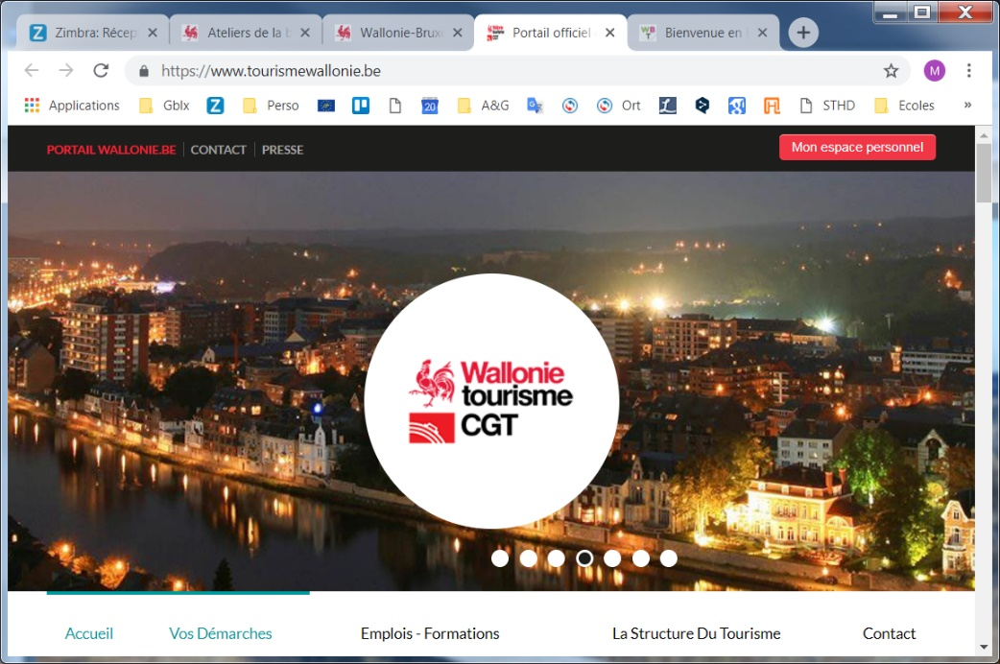 Zimbra: Récep
Ateliers de la b
Wallonie-Brux
Portail officiel
Bienvenue en
https://www.tourismewallonie.be
M
Applications
Gblx
Perso
20
A&G
Ort
STHD
Ecoles
»
PORTAIL WALLONIE.BE
CONTACT
PRESSE
Mon espace personnel
Wallonie
tourisme
CGT
Accueil
Vos Démarches
Emplois - Formations
La Structure Du Tourisme
Contact